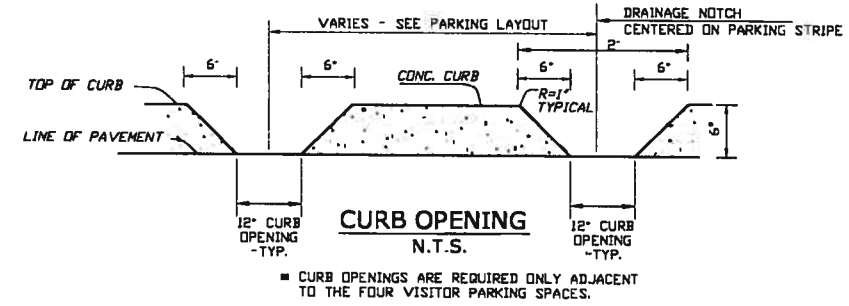 VARIES - SEE PARKING LAYOUT
DRAINAGE NOTCH
CENTERED ON PARKING STRIPE
2'
6"
6"
6"
6"
TOP OF CURB
CONC. CURB
R=1"
TYPICAL
LINE OF PAVEMENT
6"
12" CURB
OPENING
-TYP.
CURB OPENING
N.T.S.
12" CURB
OPENING
-TYP.
■ CURB OPENINGS ARE REQUIRED ONLY ADJACENT
TO THE FOUR VISITOR PARKING SPACES.